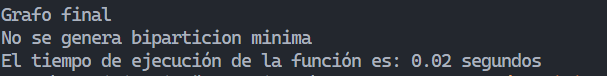 Grafo final
No se genera biparticion minima
El tiempo de ejecución de la función es: 0.02 segundos